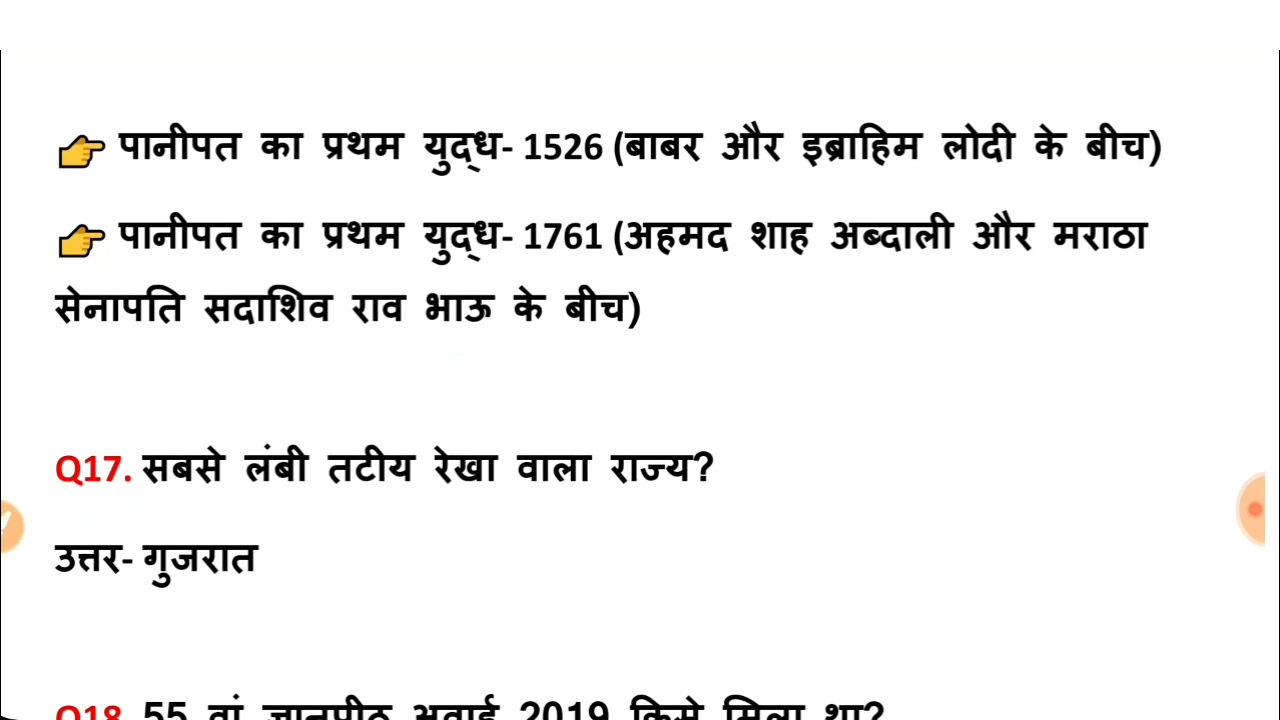 👉 पानीपत का प्रथम युद्ध- 1526 (बाबर और इब्राहिम लोदी के बीच)
👉 पानीपत का प्रथम युद्ध- 1761 (अहमद शाह अब्दाली और मराठा
सेनापति सदाशिव राव भाऊ के बीच)
Q17. सबसे लंबी तटीय रेखा वाला राज्य?
उत्तर- गुजरात
Q18. 55 वां ज्ञानपीठ अवार्ड 2019 किसे मिला था?